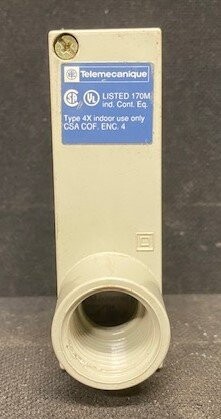 Telemecanique
LISTED 170M
ind. Cont. Eq.
Type 4X indoor use only
CSA COF. ENC. 4